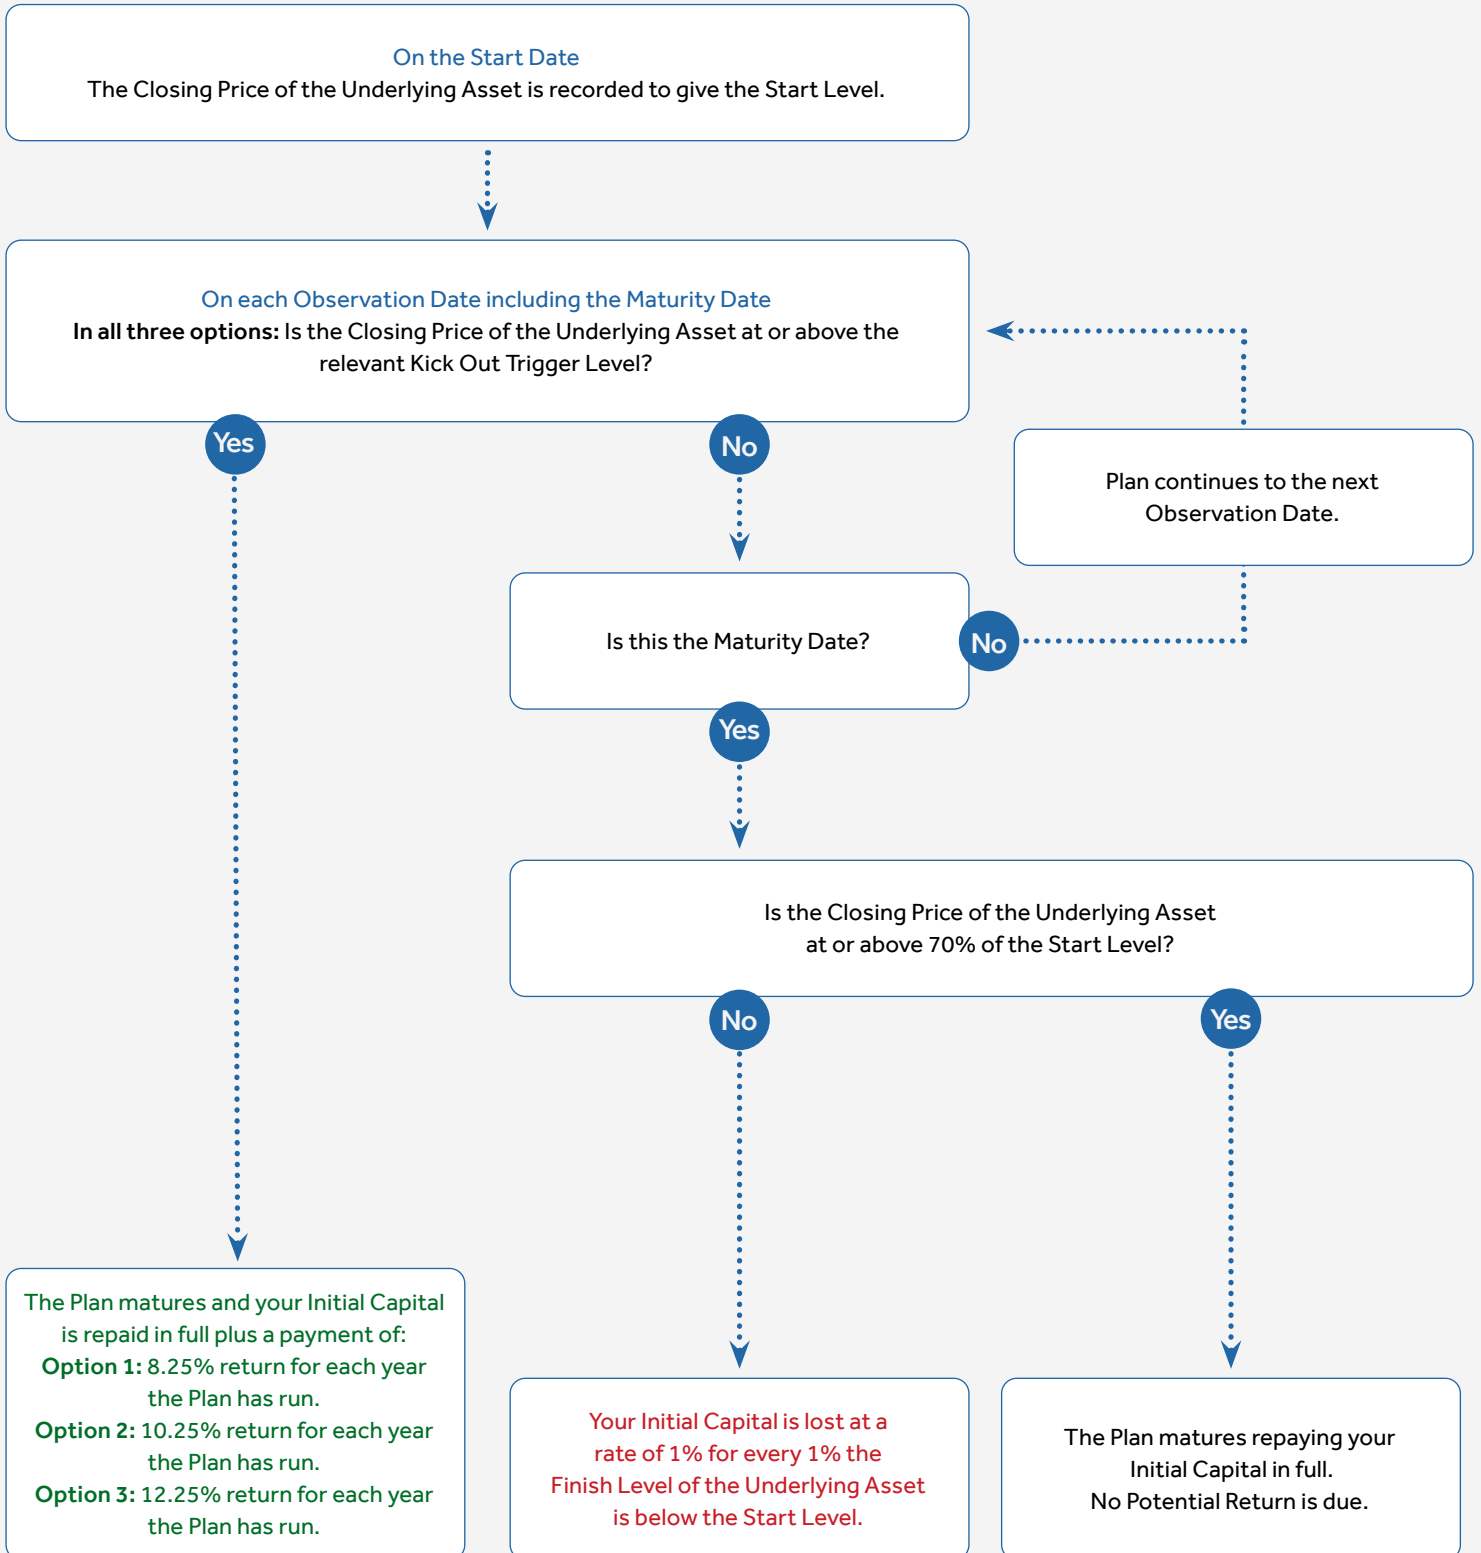 On the Start Date
The Closing Price of the Underlying Asset is recorded to give the Start Level.
On each Observation Date including the Maturity Date
In all three options: Is the Closing Price of the Underlying Asset at or above the
relevant Kick Out Trigger Level?
Yes
No
Plan continues to the next
Observation Date.
Is this the Maturity Date?
No
Yes
Is the Closing Price of the Underlying Asset
at or above 70% of the Start Level?
No
Yes
The Plan matures and your Initial Capital
is repaid in full plus a payment of:
Option 1: 8.25% return for each year
the Plan has run.
Option 2: 10.25% return for each year
the Plan has run.
Option 3: 12.25% return for each year
the Plan has run.
Your Initial Capital is lost at a
rate of 1% for every 1% the
Finish Level of the Underlying Asset
is below the Start Level.
The Plan matures repaying your
Initial Capital in full.
No Potential Return is due.